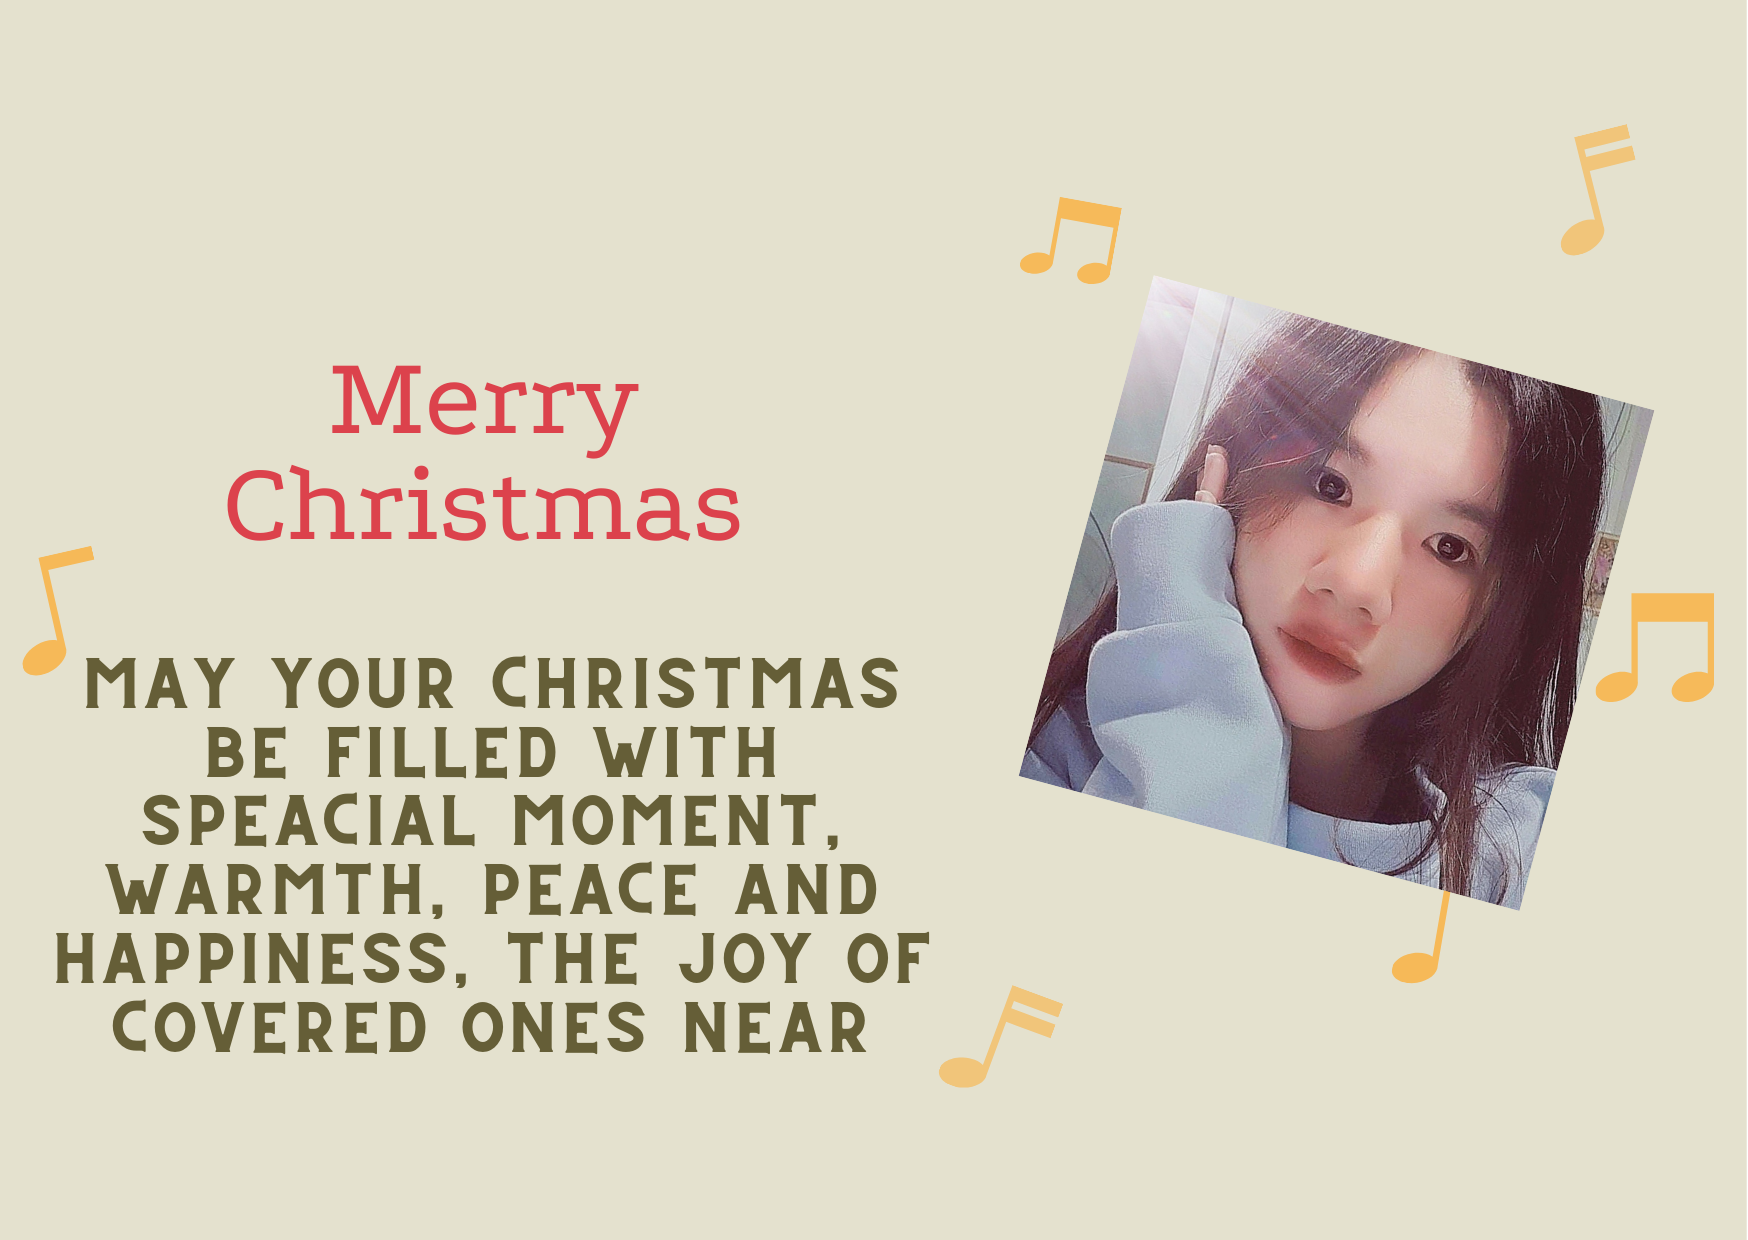 Merry
Christmas
MAY YOUR CHRISTMAS
BE FILLED WITH
SPEACIAL MOMENT,
WARMTH, PEACE AND
HAPPINESS, THE JOY OF
COVERED ONES NEAR